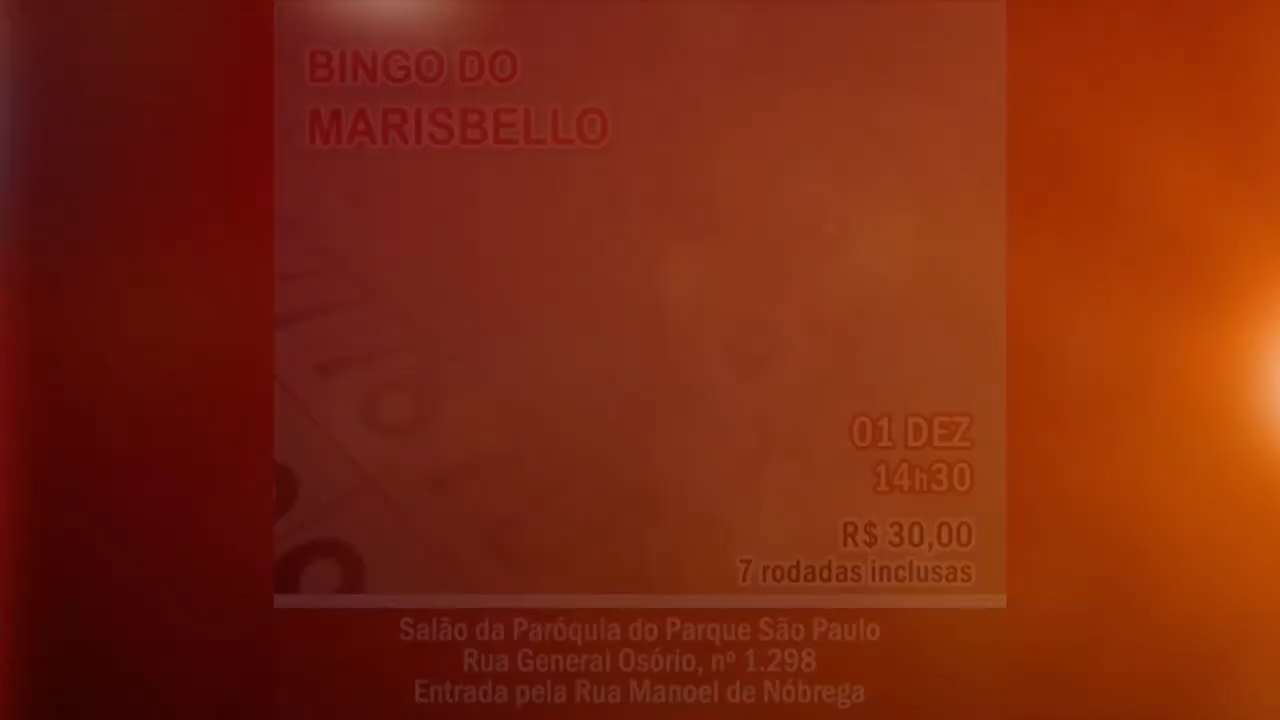 BINGO DO
MARISBELLO
01 DEZ
14h30
R$ 30,00
7 rodadas inclusas
Salão da Paróquia do Parque São Paulo
Rua General Osório, nº 1.298
Entrada pela Rua Manoel de Nóbrega